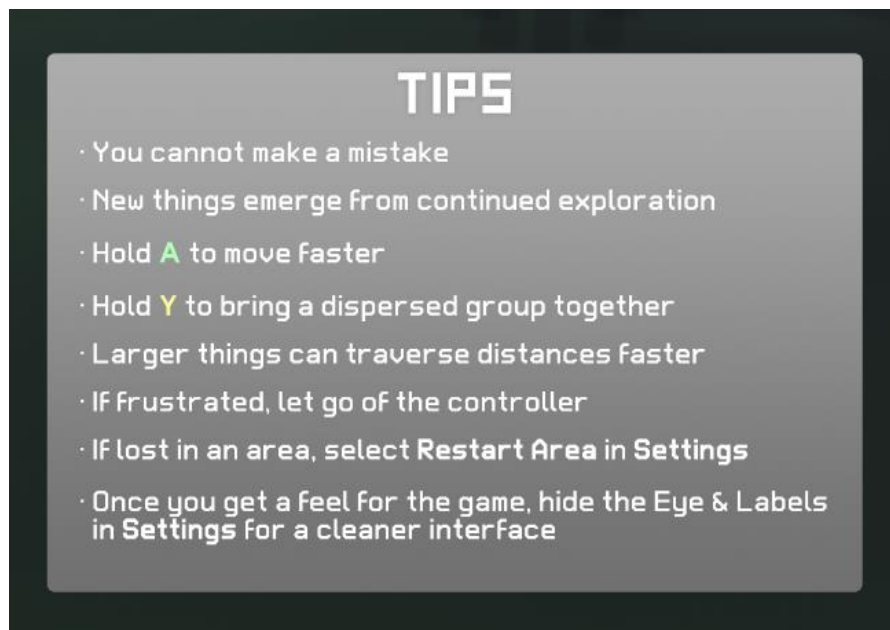 TIPS
· You cannot make a mistake
· New things emerge from continued exploration
· Hold A to move faster
· Hold Y to bring a dispersed group together
· Larger things can traverse distances faster
· If frustrated, let go of the controller
· If lost in an area, select Restart Area in Settings
· Once you get a feel for the game, hide the Eye & Labels
in Settings for a cleaner interface